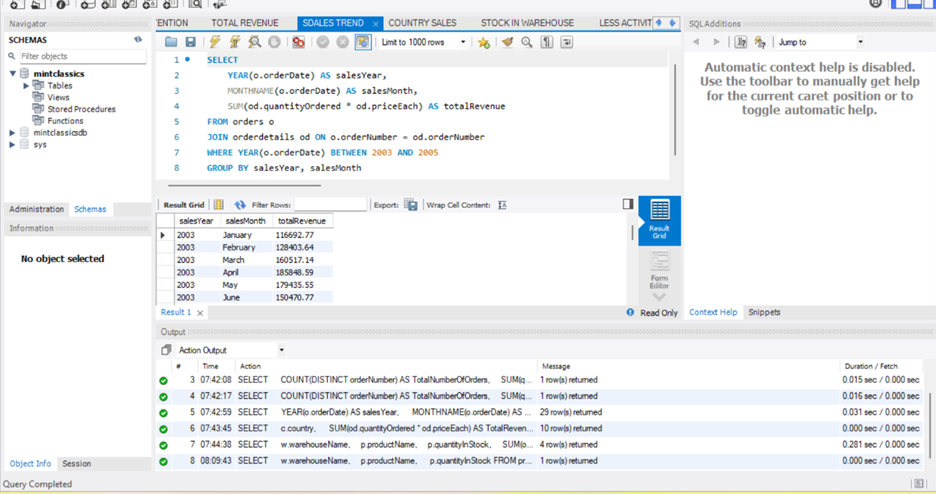 Navigator
SCHEMAS
Filter objects
mintclassics
Tables
Views
Stored Procedures
Functions
mintclassicsdb
sys
Administration Schemas
Information
No object selected
Object Info Session
Query Completed
ENTION TOTAL REVENUE SDALES TREND COUNTRY SALES STOCK IN WAREHOUSE LESS ACTIVIT
Limit to 1000 rows
1 SELECT
2 YEAR(o.orderDate) AS salesYear,
3 MONTHNAME(o.orderDate) AS salesMonth,
4 SUM(od.quantityOrdered * od.priceEach) AS totalRevenue
5 FROM orders o
6 JOIN orderdetails od ON o.orderNumber = od.orderNumber
7 WHERE YEAR(o.orderDate) BETWEEN 2003 AND 2005
8 GROUP BY salesYear, salesMonth
Result Grid Filter Rows: Export: Wrap Cell Content:
salesYear salesMonth totalRevenue
2003 January 116692.77
2003 February 128403.64
2003 March 160517.14
2003 April 185848.59
2003 May 179435.55
2003 June 150470.77
Result Grid
Form Editor
Result 1 Read Only
SQLAdditions
Jump to
Automatic context help is disabled.
Use the toolbar to manually get help
for the current caret position or to
toggle automatic help.
Context Help Snippets
Output
Action Output
# Time Action Message Duration / Fetch
3 07:42:08 SELECT COUNT(DISTINCT orderNumber) AS TotalNumberOfOrders, SUM(q... 1 row(s) returned 0.015 sec / 0.000 sec
4 07:42:17 SELECT COUNT(DISTINCT orderNumber) AS TotalNumberOfOrders, SUM(q... 1 row(s) returned 0.016 sec / 0.000 sec
5 07:42:59 SELECT YEAR(o.orderDate) AS salesYear, MONTHNAME(o.orderDate) AS ... 29 row(s) returned 0.031 sec / 0.000 sec
6 07:43:45 SELECT c.country, SUM(od.quantityOrdered * od.priceEach) AS TotalReven... 10 row(s) returned 0.000 sec / 0.000 sec
7 07:44:38 SELECT w.warehouseName, p.productName, p.quantityInStock, SUM(o... 4 row(s) returned 0.281 sec / 0.000 sec
8 08:09:43 SELECT w.warehouseName, p.productName, p.quantityInStock FROM pr... 1 row(s) returned 0.000 sec / 0.000 sec